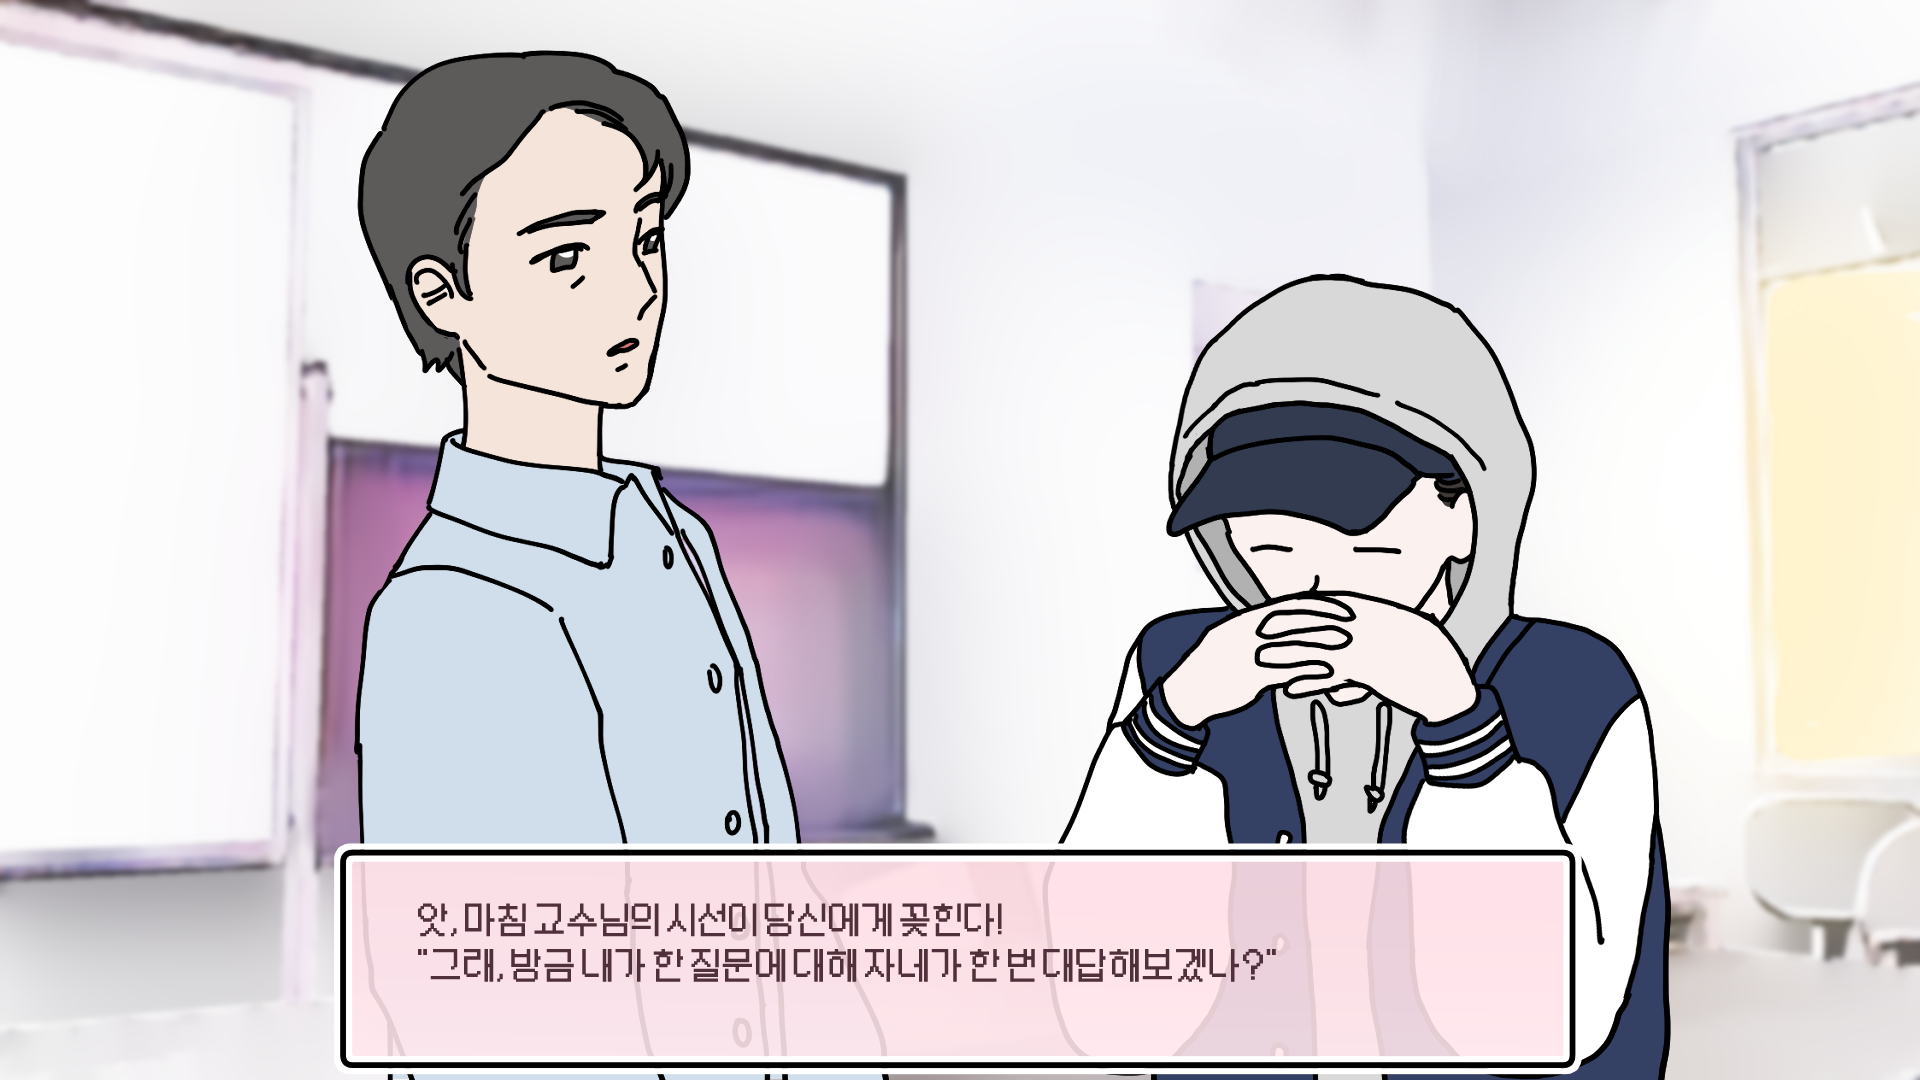 앗, 마침 교수님의 시선이 당신에게 꽂힌다!
"그래, 방금 내가 한 질문에 대해 자네가 한 번 대답해보겠나?"